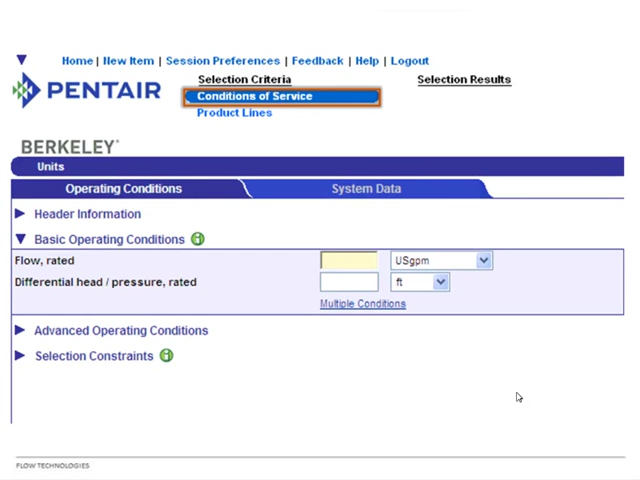 Home | New Item | Session Preferences | Feedback | Help | Logout
PENTAIR
Selection Criteria
Selection Results
Conditions of Service
Product Lines
BERKELEY®
Units
Operating Conditions
System Data
Header Information
Basic Operating Conditions
Flow, rated
USgpm
Differential head / pressure, rated
ft
Multiple Conditions
Advanced Operating Conditions
Selection Constraints
FLOW TECHNOLOGIES